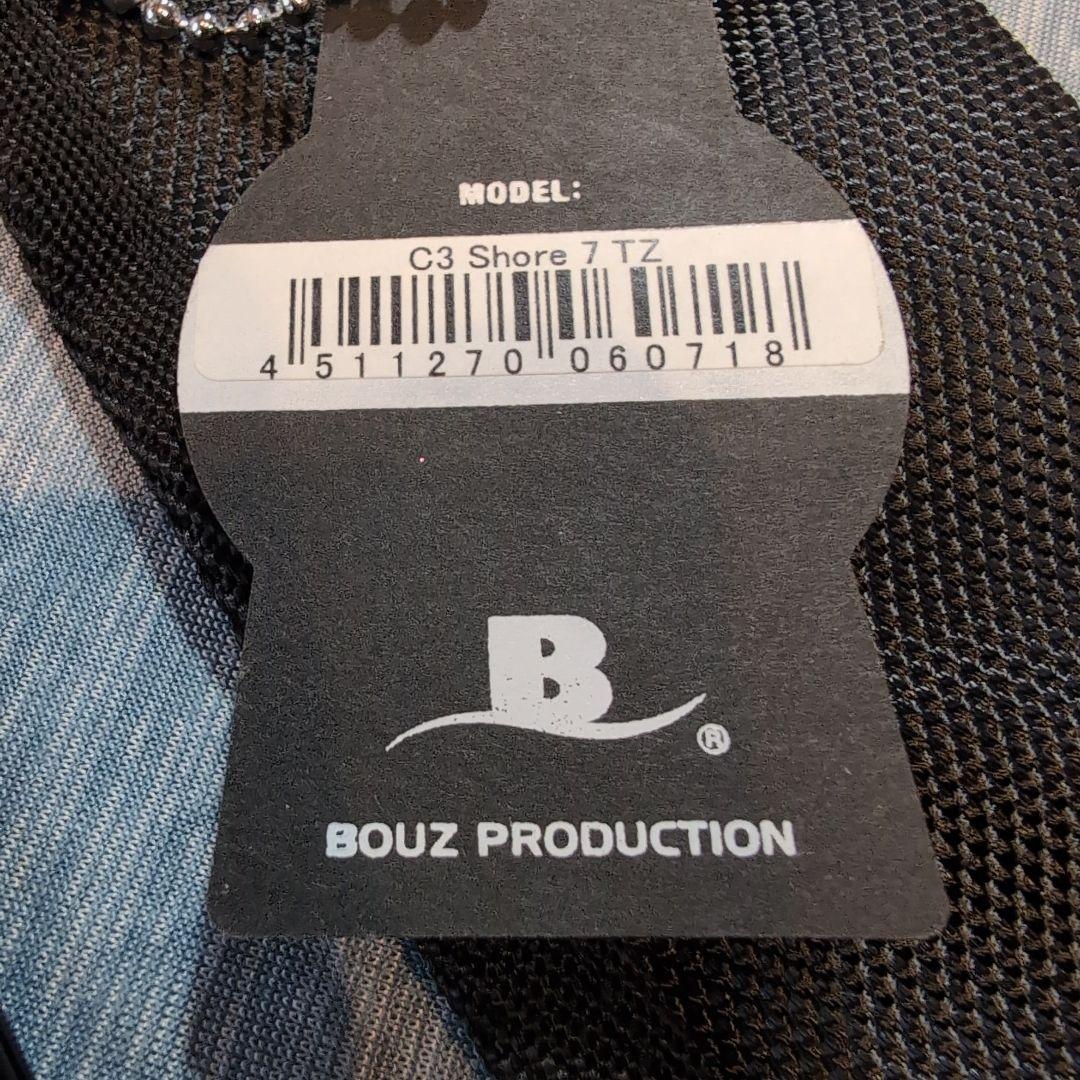 MODEL:
C3 Shore 7 TZ
4 511270 060718
B
®
BOUZ PRODUCTION